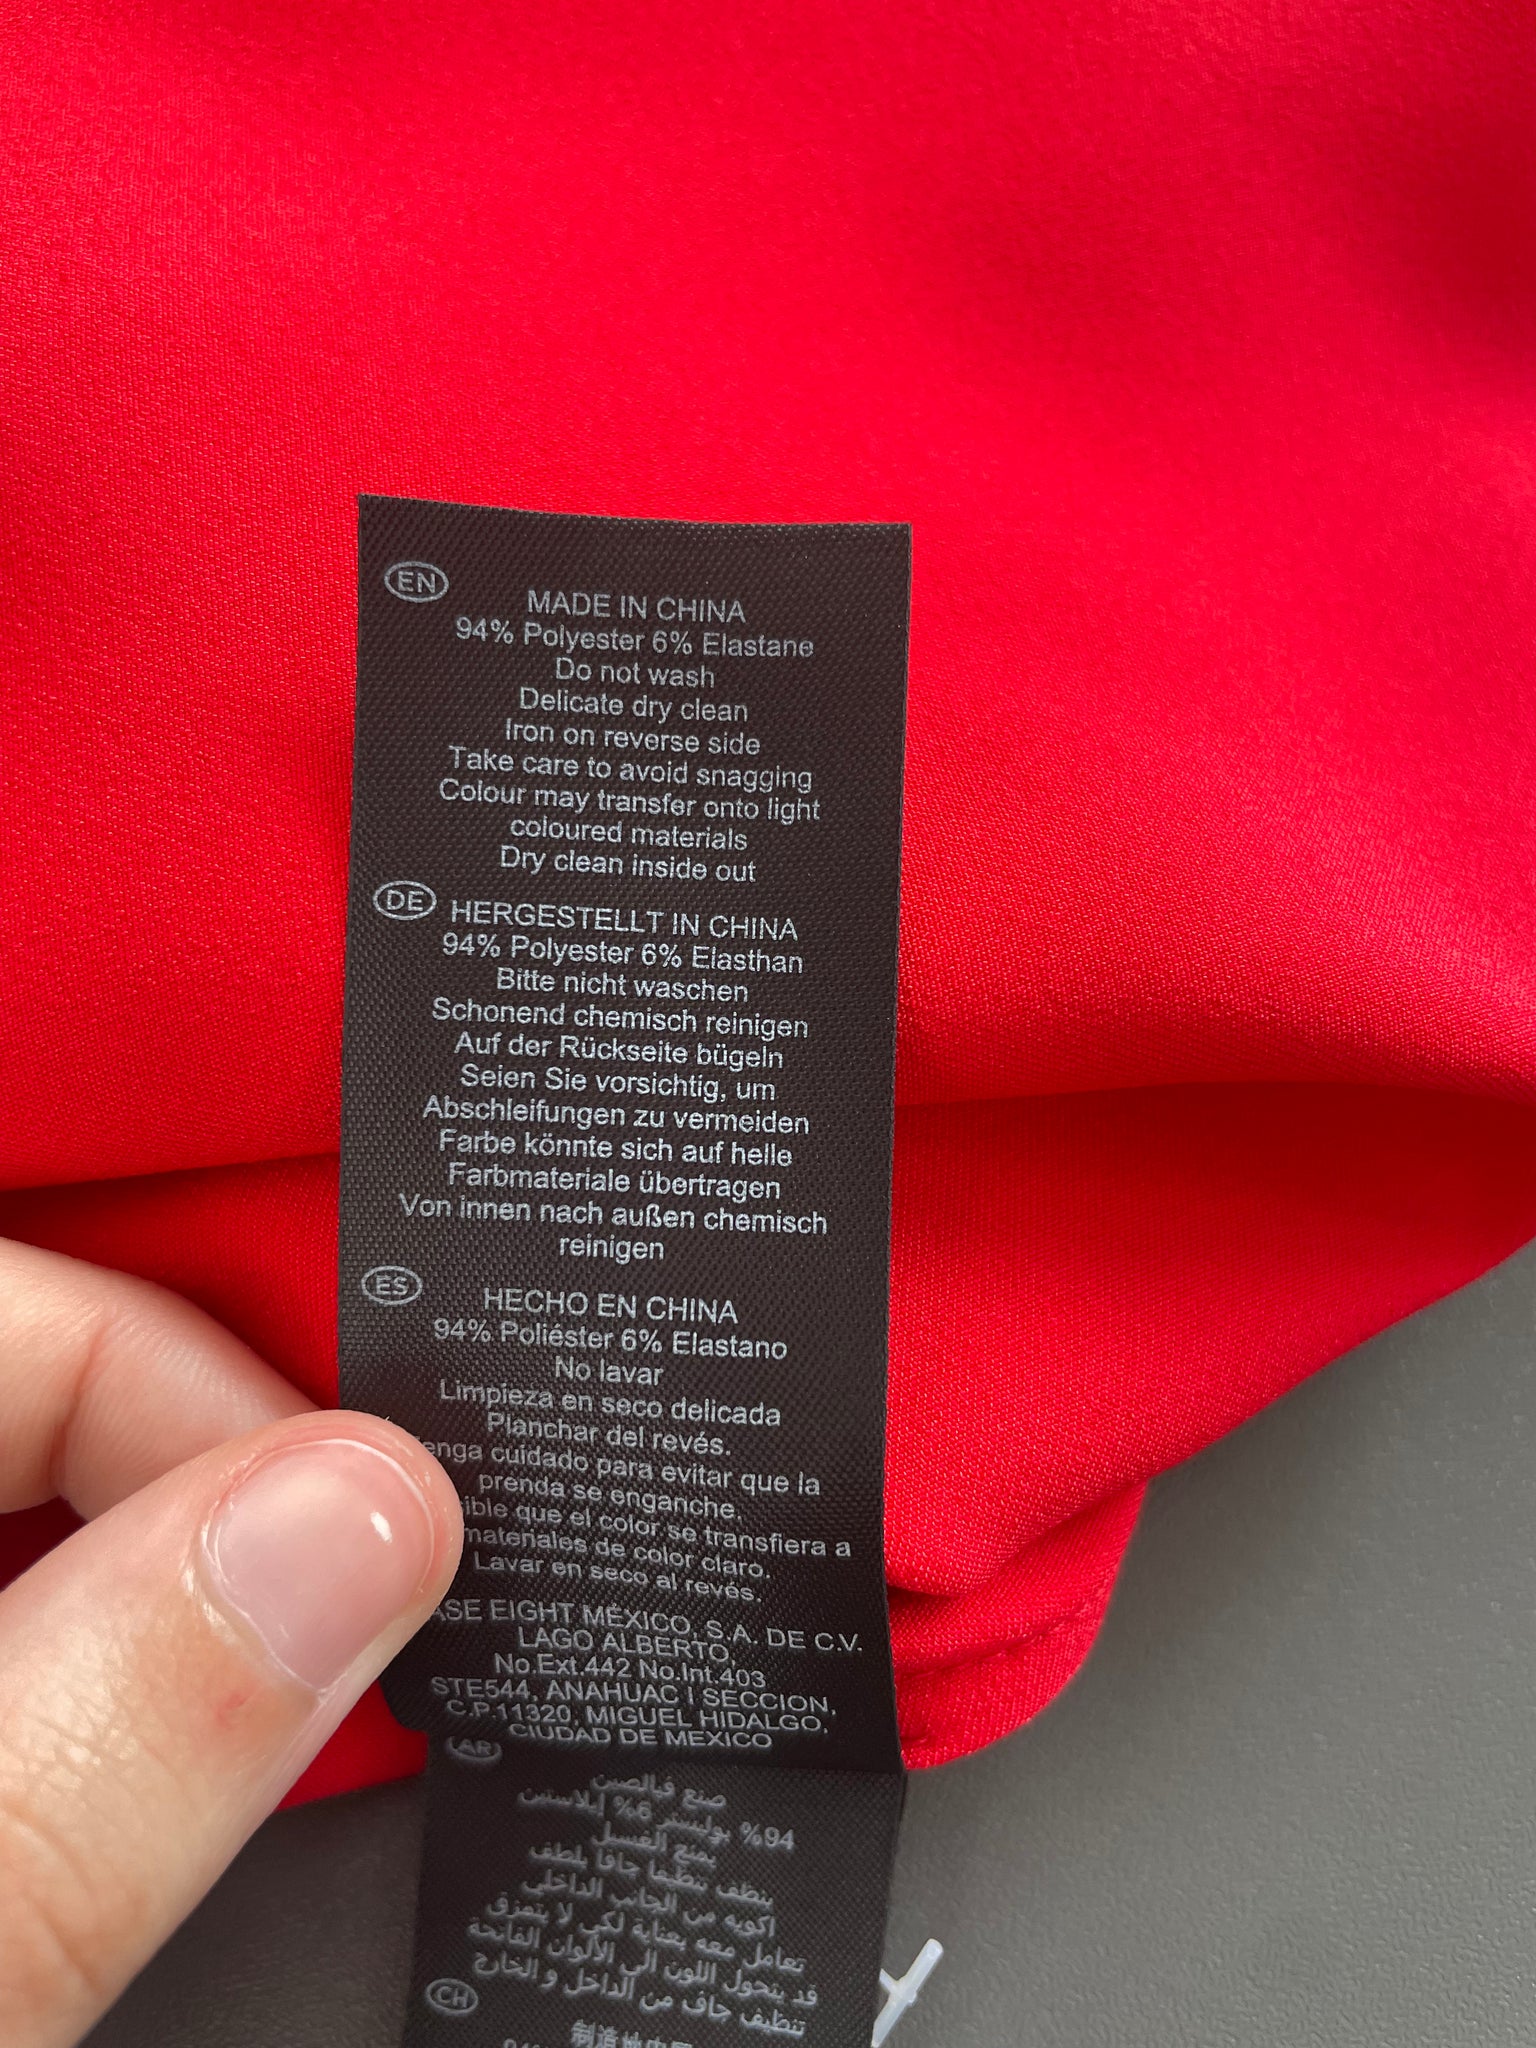 EN
MADE IN CHINA
94% Polyester 6% Elastane
Do not wash
Delicate dry clean
Iron on reverse side
Take care to avoid snagging
Colour may transfer onto light
coloured materials
Dry clean inside out
DE
HERGESTELLT IN CHINA
94% Polyester 6% Elasthan
Bitte nicht waschen
Schonend chemisch reinigen
Auf der Rückseite bügeln
Seien Sie vorsichtig, um
Abschleifungen zu vermeiden
Farbe könnte sich auf helle
Farbmateriale übertragen
Von innen nach außen chemisch
reinigen
ES
HECHO EN CHINA
94% Poliéster 6% Elastano
No lavar
Limpieza en seco delicada
Planchar del revés.
cuidado para evitar que la
prenda se enganche.
que el color se transfiera a
materiales de color claro.
Lavar en seco al revés.
EIGHT MÉXICO, S.A. DE C.V.
LAGO ALBERTO,
No.Ext.442 No.Int.403
STE544, ANAHUAC I SECCION,
C.P.11320, MIGUEL HIDALGO,
CIUDAD DE MEXICO
AR
صنع فيالصين
94% بوليستر 6% إيلاستين
يمنع الغسيل
ينظف تنظيفا جافا بلطف
اكويه من الجانب الداخلي
تعامل معه بعناية لكي لا يتمزق
قد يتحول اللون الى الألوان الفاتحة
تنظيف جاف من الداخل و الخارج
CH